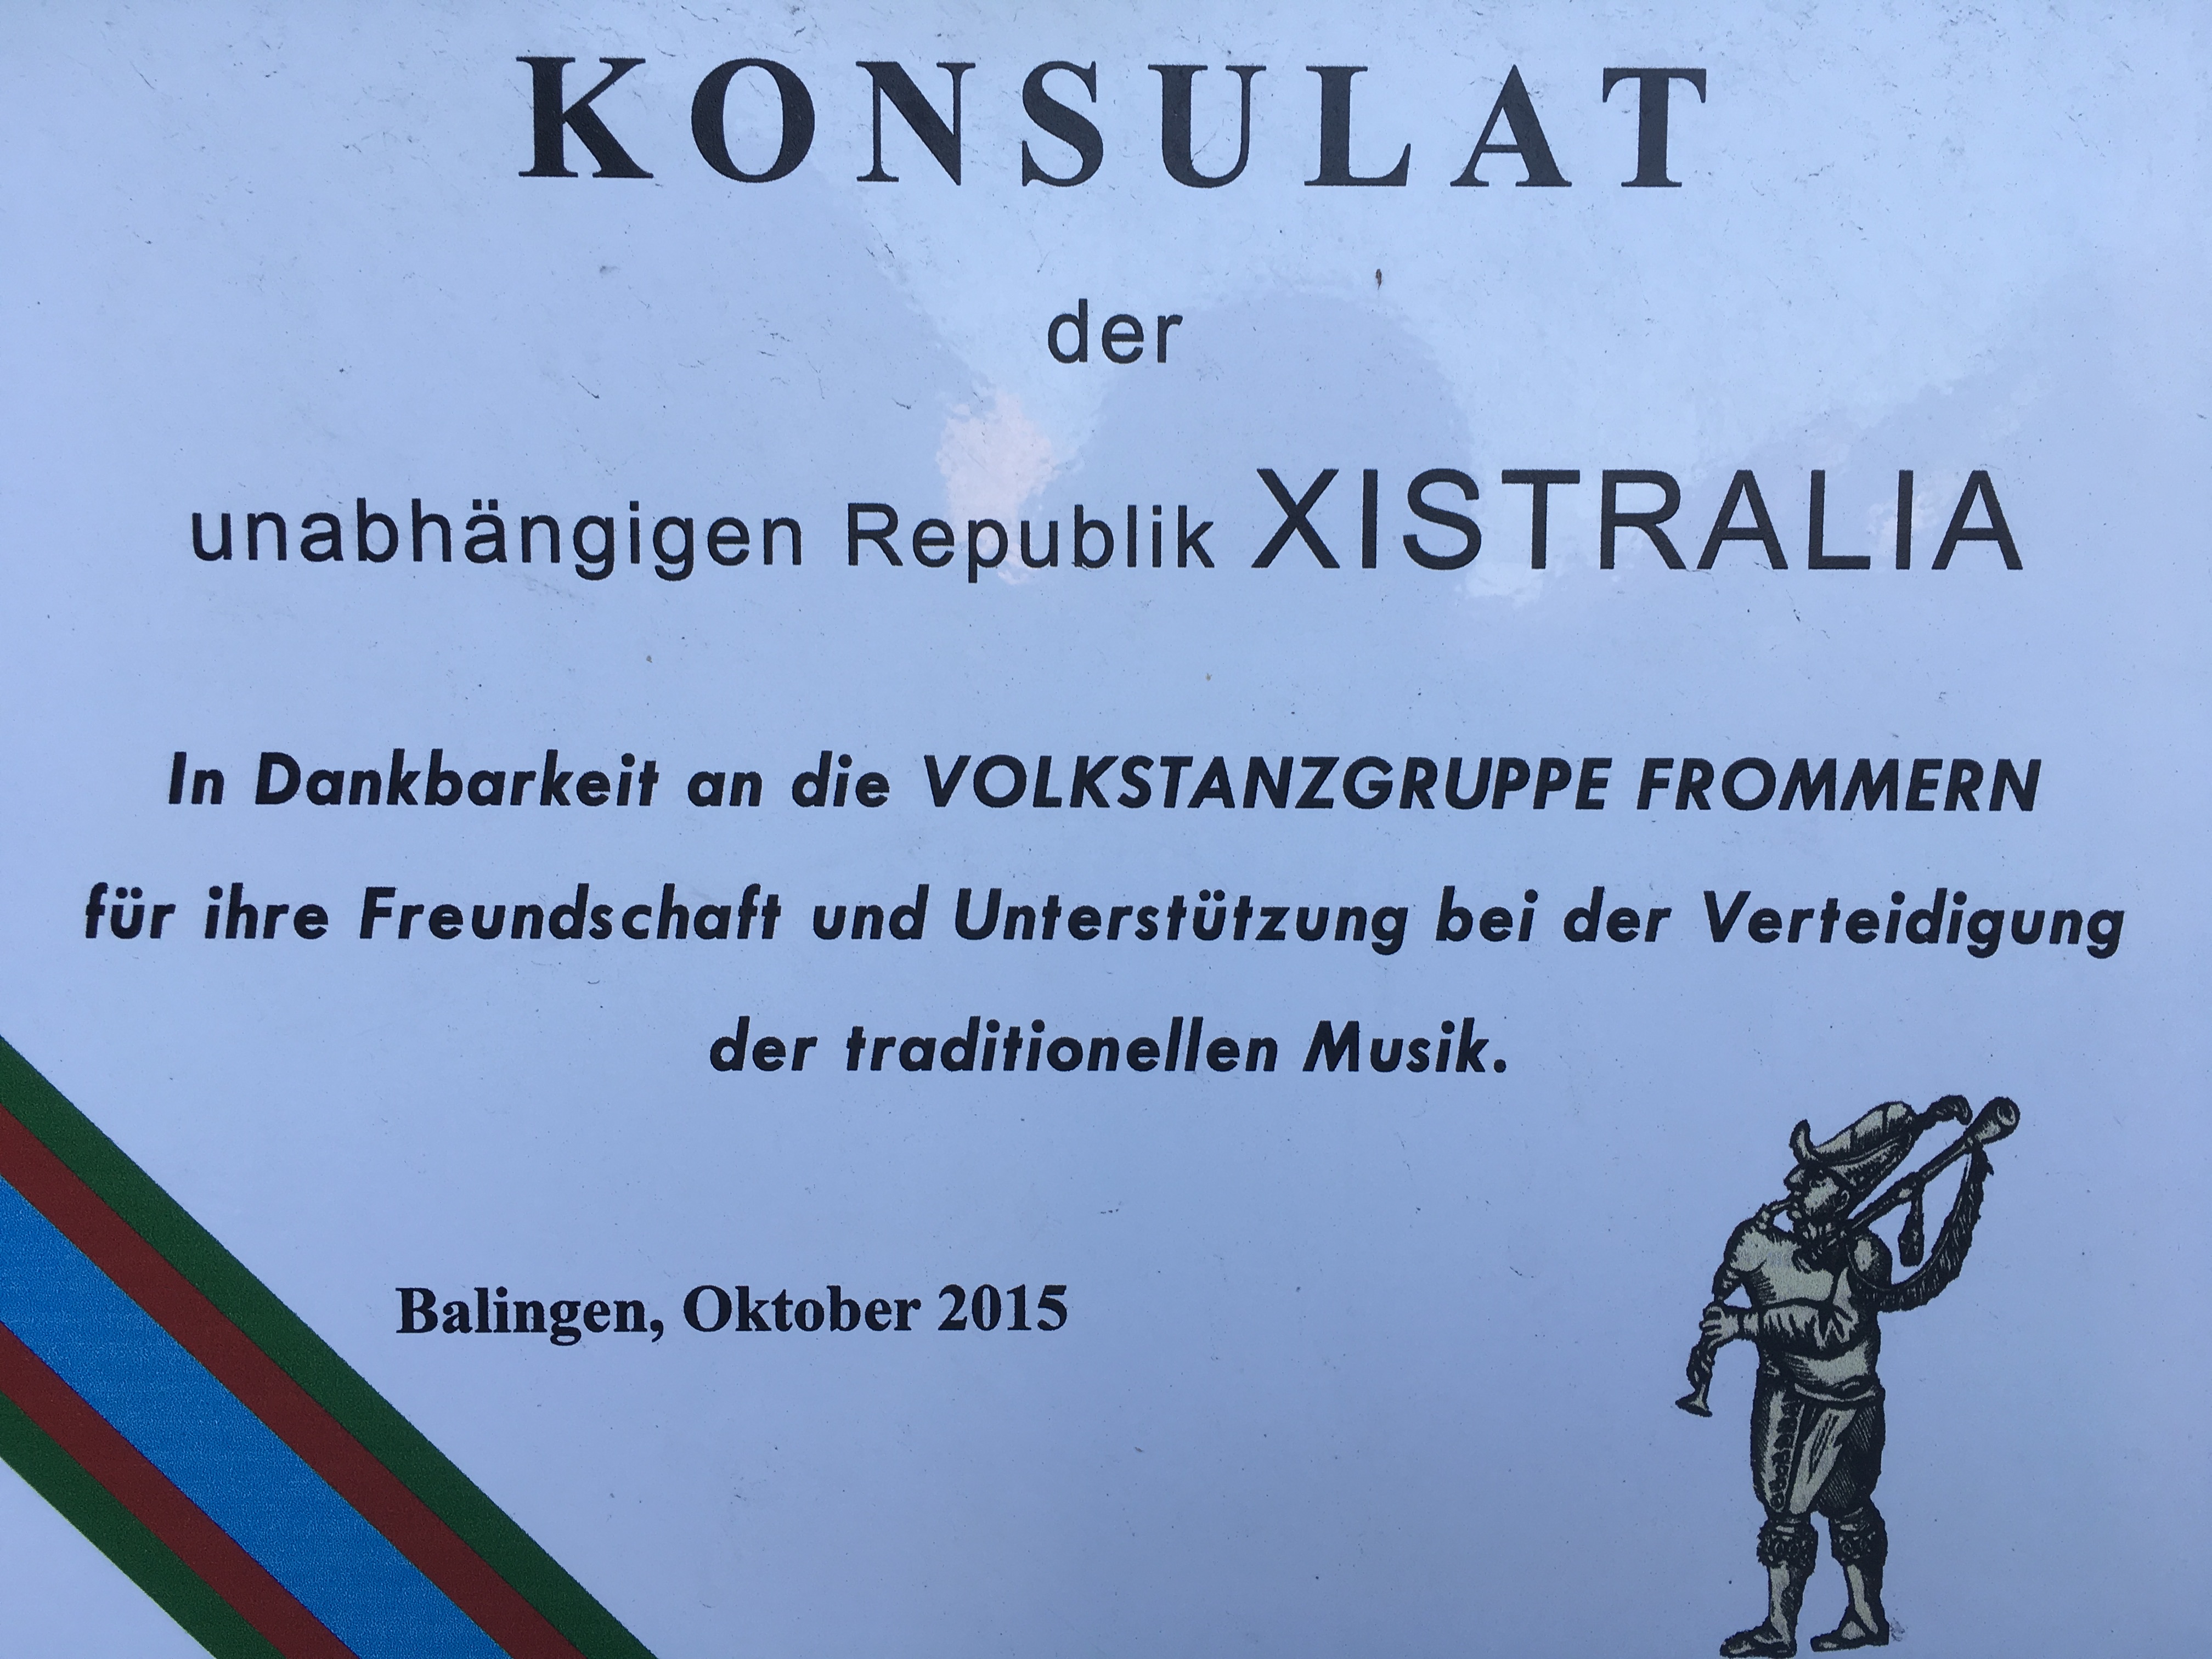 KONSULAT
der
unabhängigen Republik XISTRALIA
In Dankbarkeit an die VOLKSTANZGRUPPE FROMMERN
für ihre Freundschaft und Unterstützung bei der Verteidigung
der traditionellen Musik.
Balingen, Oktober 2015